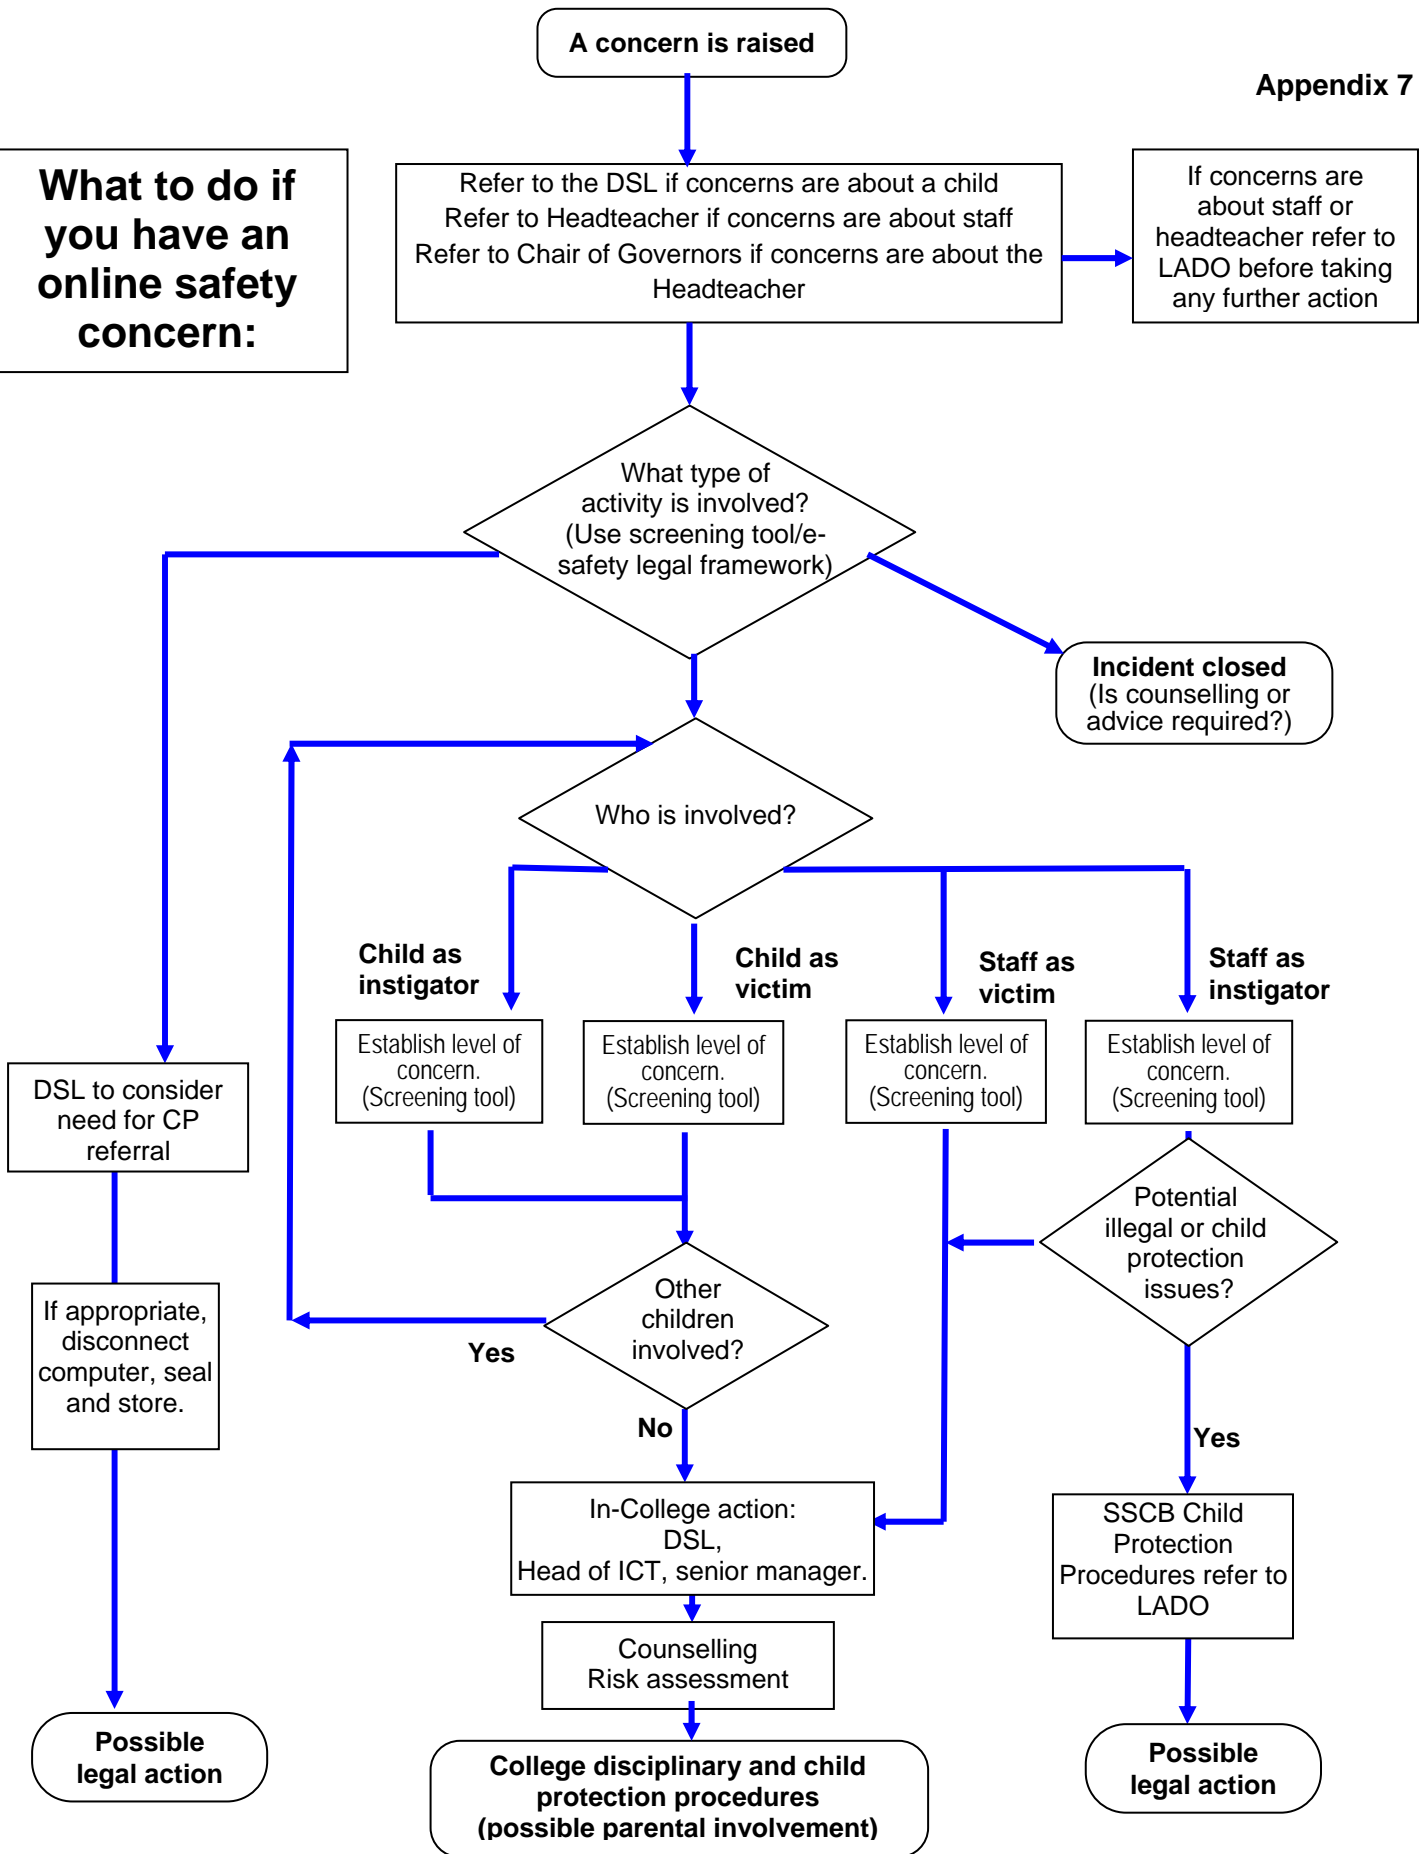 A concern is raised
Appendix 7
What to do if
you have an
online safety
concern:
Refer to the DSL if concerns are about a child
Refer to Headteacher if concerns are about staff
Refer to Chair of Governors if concerns are about the
Headteacher
If concerns are
about staff or
headteacher refer to
LADO before taking
any further action
What type of
activity is involved?
(Use screening tool/e-
safety legal framework)
Incident closed
(Is counselling or
advice required?)
Who is involved?
Child as
instigator
Child as
victim
Staff as
victim
Staff as
instigator
Establish level of
concern.
(Screening tool)
Establish level of
concern.
(Screening tool)
Establish level of
concern.
(Screening tool)
Establish level of
concern.
(Screening tool)
DSL to consider
need for CP
referral
Potential
illegal or child
protection
issues?
Other
children
involved?
If appropriate,
disconnect
computer, seal
and store.
Yes
No
Yes
In-College action:
DSL,
Head of ICT, senior manager.
SSCB Child
Protection
Procedures refer to
LADO
Counselling
Risk assessment
Possible
legal action
College disciplinary and child
protection procedures
(possible parental involvement)
Possible
legal action